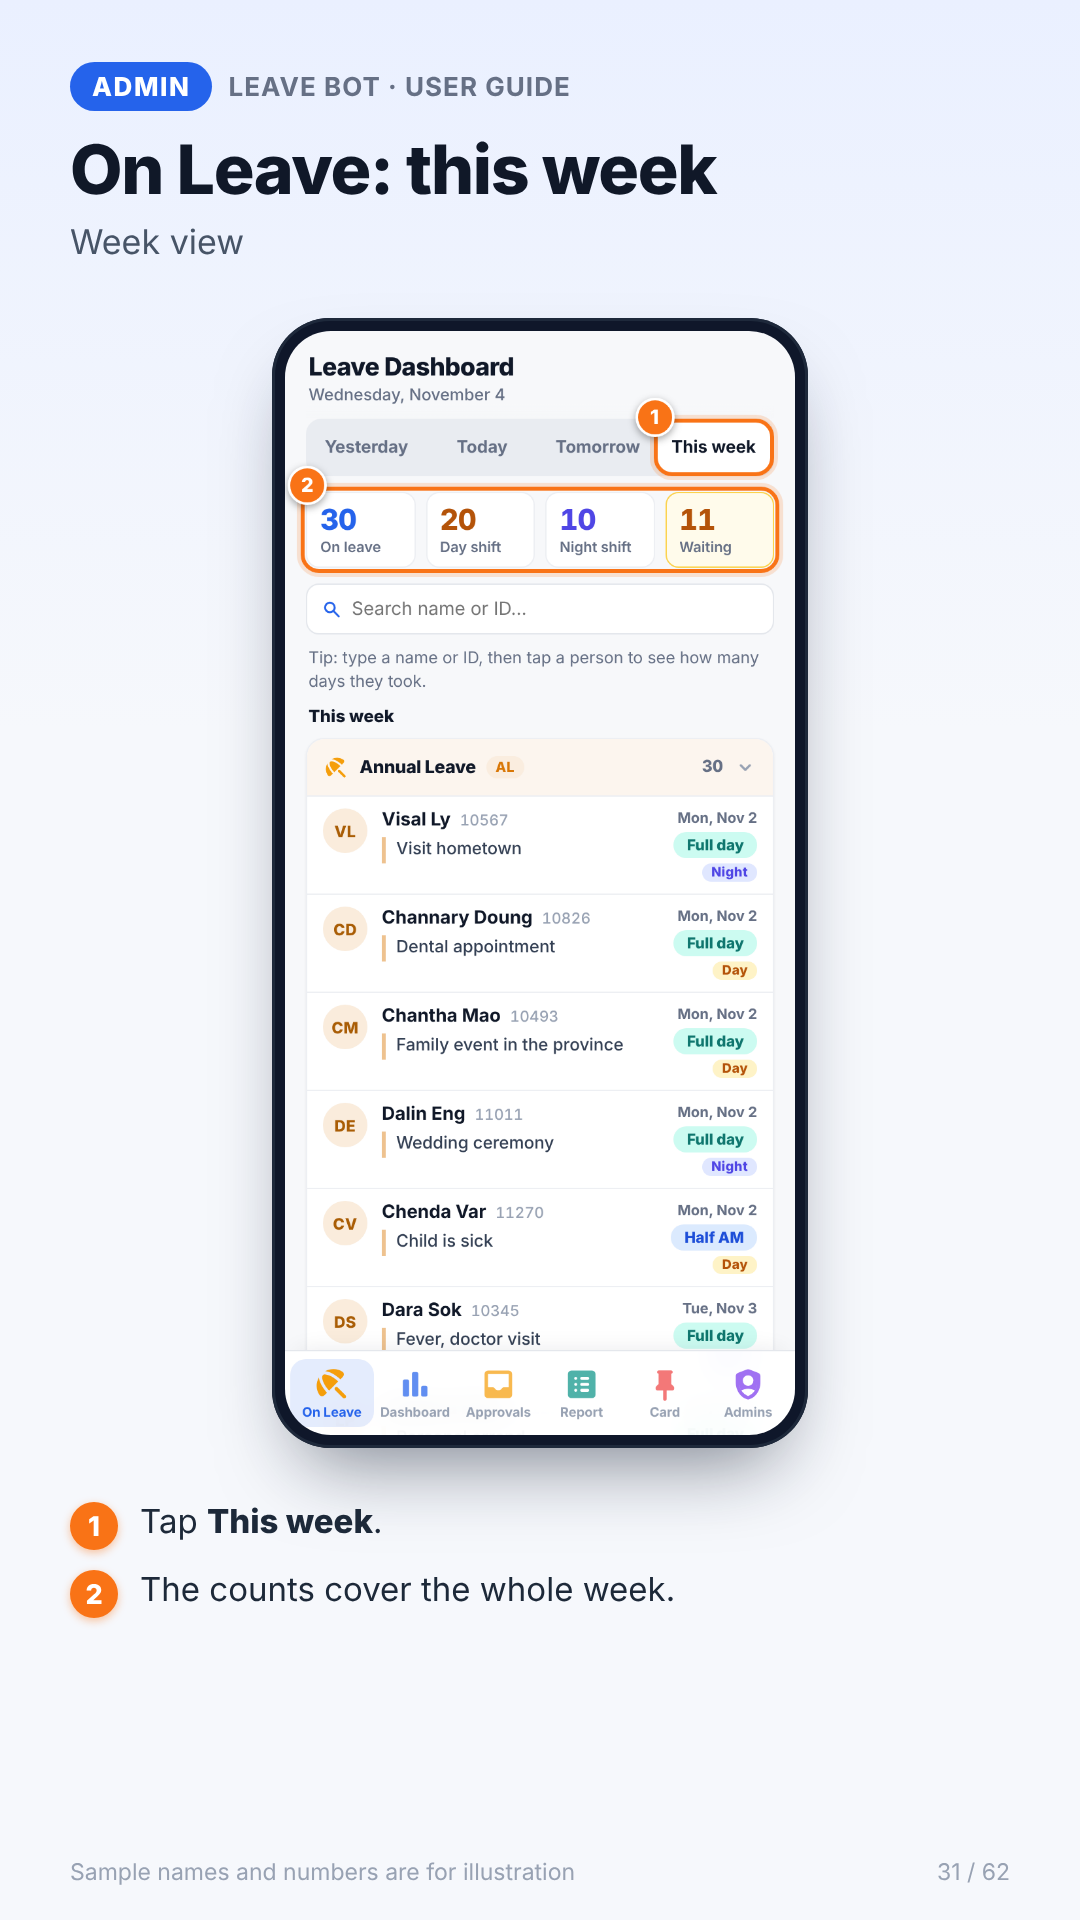 ADMIN LEAVE BOT · USER GUIDE
On Leave: this week
Week view
Leave Dashboard
Wednesday, November 4
1
Yesterday Today Tomorrow This week
2
30 20 10 11
On leave Day shift Night shift Waiting
Search name or ID...
Tip: type a name or ID, then tap a person to see how many
days they took.
This week
Annual Leave AL 30
VL Visal Ly 10567 Mon, Nov 2
Visit hometown Full day
Night
CD Channary Doung 10826 Mon, Nov 2
Dental appointment Full day
Day
CM Chantha Mao 10493 Mon, Nov 2
Family event in the province Full day
Day
DE Dalin Eng 11011 Mon, Nov 2
Wedding ceremony Full day
Night
CV Chenda Var 11270 Mon, Nov 2
Child is sick Half AM
Day
DS Dara Sok 10345 Tue, Nov 3
Fever, doctor visit Full day
On Leave Dashboard Approvals Report Card Admins
1 Tap This week.
2 The counts cover the whole week.
Sample names and numbers are for illustration 31 / 62